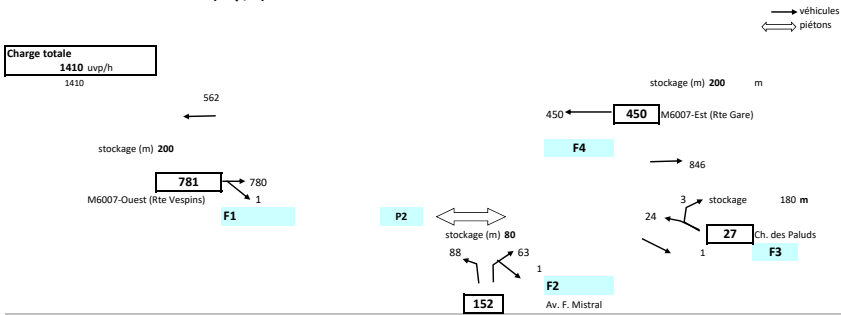 véhicules
piétons
Charge totale
1410 uvp/h
1410
stockage (m) 200 m
562
450 450 M6007-Est (Rte Gare)
stockage (m) 200
F4
846
781 780
M6007-Ouest (Rte Vespins) 1
3 stockage 180 m
F1 P2 24
27 Ch. des Paluds
stockage (m) 80
88 63 1 F3
1
F2
152 Av. F. Mistral